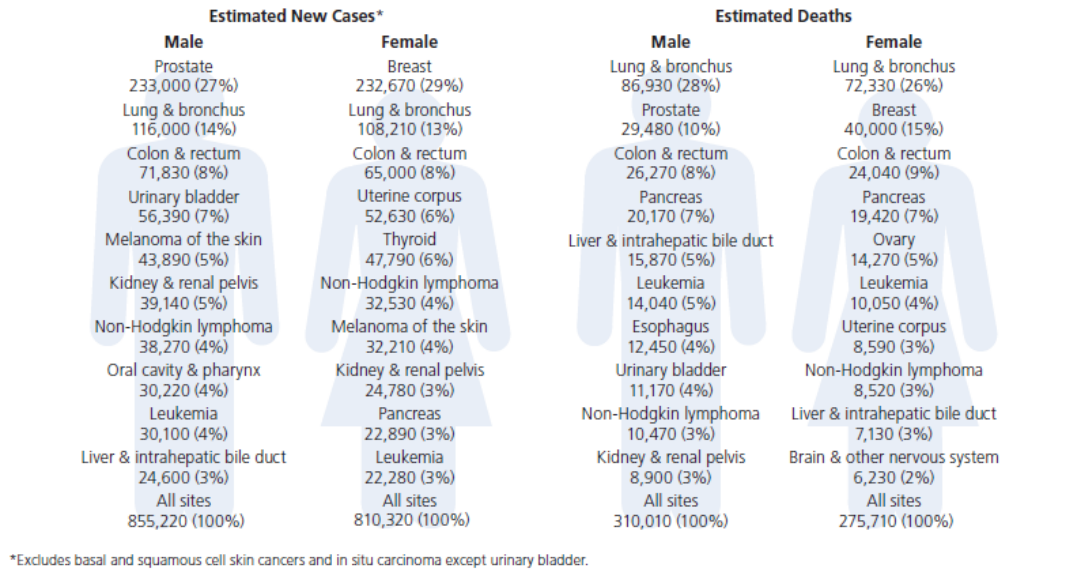 Estimated New Cases*
Male
Prostate
233,000 (27%)
Lung & bronchus
116,000 (14%)
Colon & rectum
71,830 (8%)
Urinary bladder
56,390 (7%)
Melanoma of the skin
43,890 (5%)
Kidney & renal pelvis
39,140 (5%)
Non-Hodgkin lymphoma
38,270 (4%)
Oral cavity & pharynx
30,220 (4%)
Leukemia
30,100 (4%)
Liver & intrahepatic bile duct
24,600 (3%)
All sites
855,220 (100%)
Female
Breast
232,670 (29%)
Lung & bronchus
108,210 (13%)
Colon & rectum
65,000 (8%)
Uterine corpus
52,630 (6%)
Thyroid
47,790 (6%)
Non-Hodgkin lymphoma
32,530 (4%)
Melanoma of the skin
32,210 (4%)
Kidney & renal pelvis
24,780 (3%)
Pancreas
22,890 (3%)
Leukemia
22,280 (3%)
All sites
810,320 (100%)
Estimated Deaths
Male
Lung & bronchus
86,930 (28%)
Prostate
29,480 (10%)
Colon & rectum
26,270 (8%)
Pancreas
20,170 (7%)
Liver & intrahepatic bile duct
15,870 (5%)
Leukemia
14,040 (5%)
Esophagus
12,450 (4%)
Urinary bladder
11,170 (4%)
Non-Hodgkin lymphoma
10,470 (3%)
Kidney & renal pelvis
8,900 (3%)
All sites
310,010 (100%)
Female
Lung & bronchus
72,330 (26%)
Breast
40,000 (15%)
Colon & rectum
24,040 (9%)
Pancreas
19,420 (7%)
Ovary
14,270 (5%)
Leukemia
10,050 (4%)
Uterine corpus
8,590 (3%)
Non-Hodgkin lymphoma
8,520 (3%)
Liver & intrahepatic bile duct
7,130 (3%)
Brain & other nervous system
6,230 (2%)
All sites
275,710 (100%)
*Excludes basal and squamous cell skin cancers and in situ carcinoma except urinary bladder.